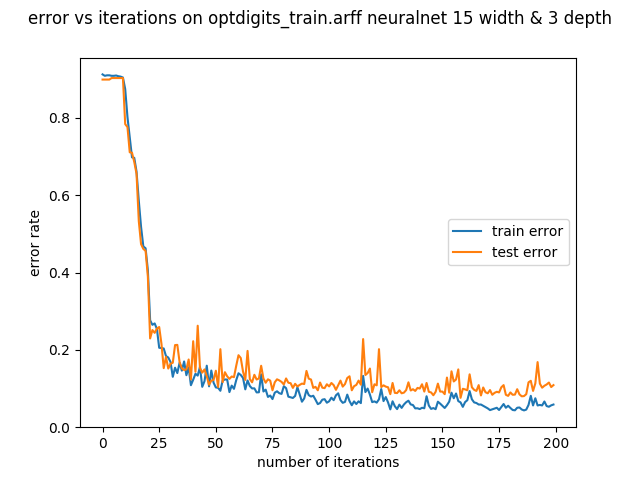 error vs iterations on optdigits_train.arff neuralnet 15 width & 3 depth
0.8
0.6
0.4
0.2
0.0
error rate
train error
test error
0 25 50 75 100 125 150 175 200
number of iterations